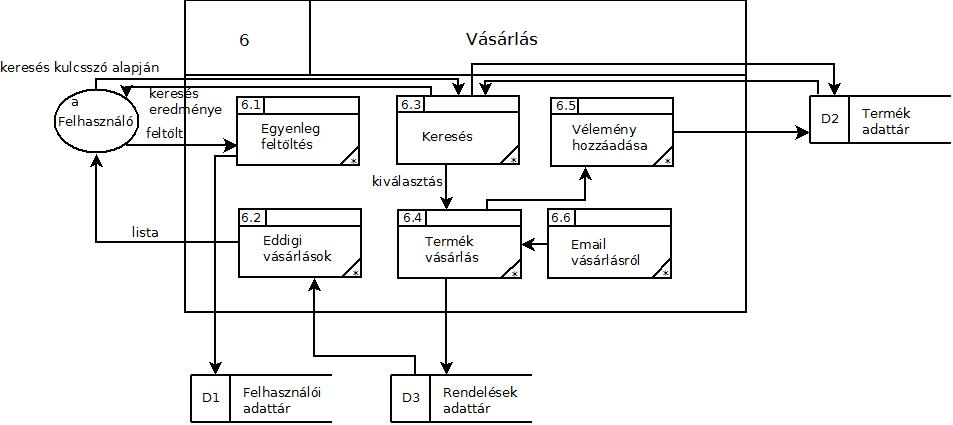 6
Vásárlás
keresés kulcsszó alapján
a
Felhasználó
keresés
eredménye
feltölt
6.1
Egyenleg
feltöltés
*
6.3
Keresés
*
6.5
Vélemény
hozzáadása
*
D2
Termék
adattár
kiválasztás
lista
6.2
Eddigi
vásárlások
*
6.4
Termék
vásárlás
*
6.6
Email
vásárlásról
*
D1
Felhasználói
adattár
D3
Rendelések
adattár